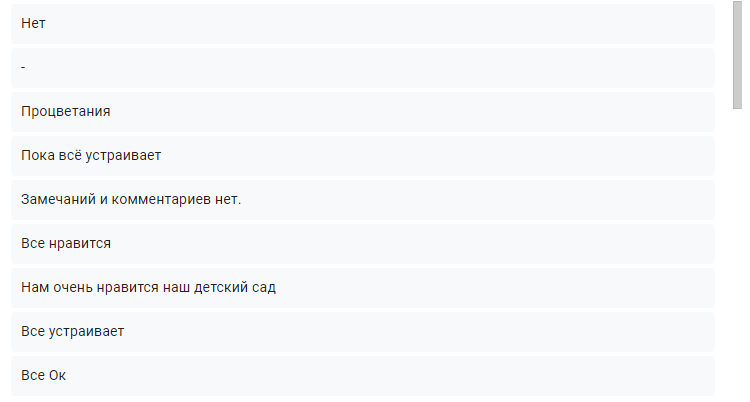 Нет
-
Процветания
Пока всё устраивает
Замечаний и комментариев нет.
Все нравится
Нам очень нравится наш детский сад
Все устраивает
Все Ок